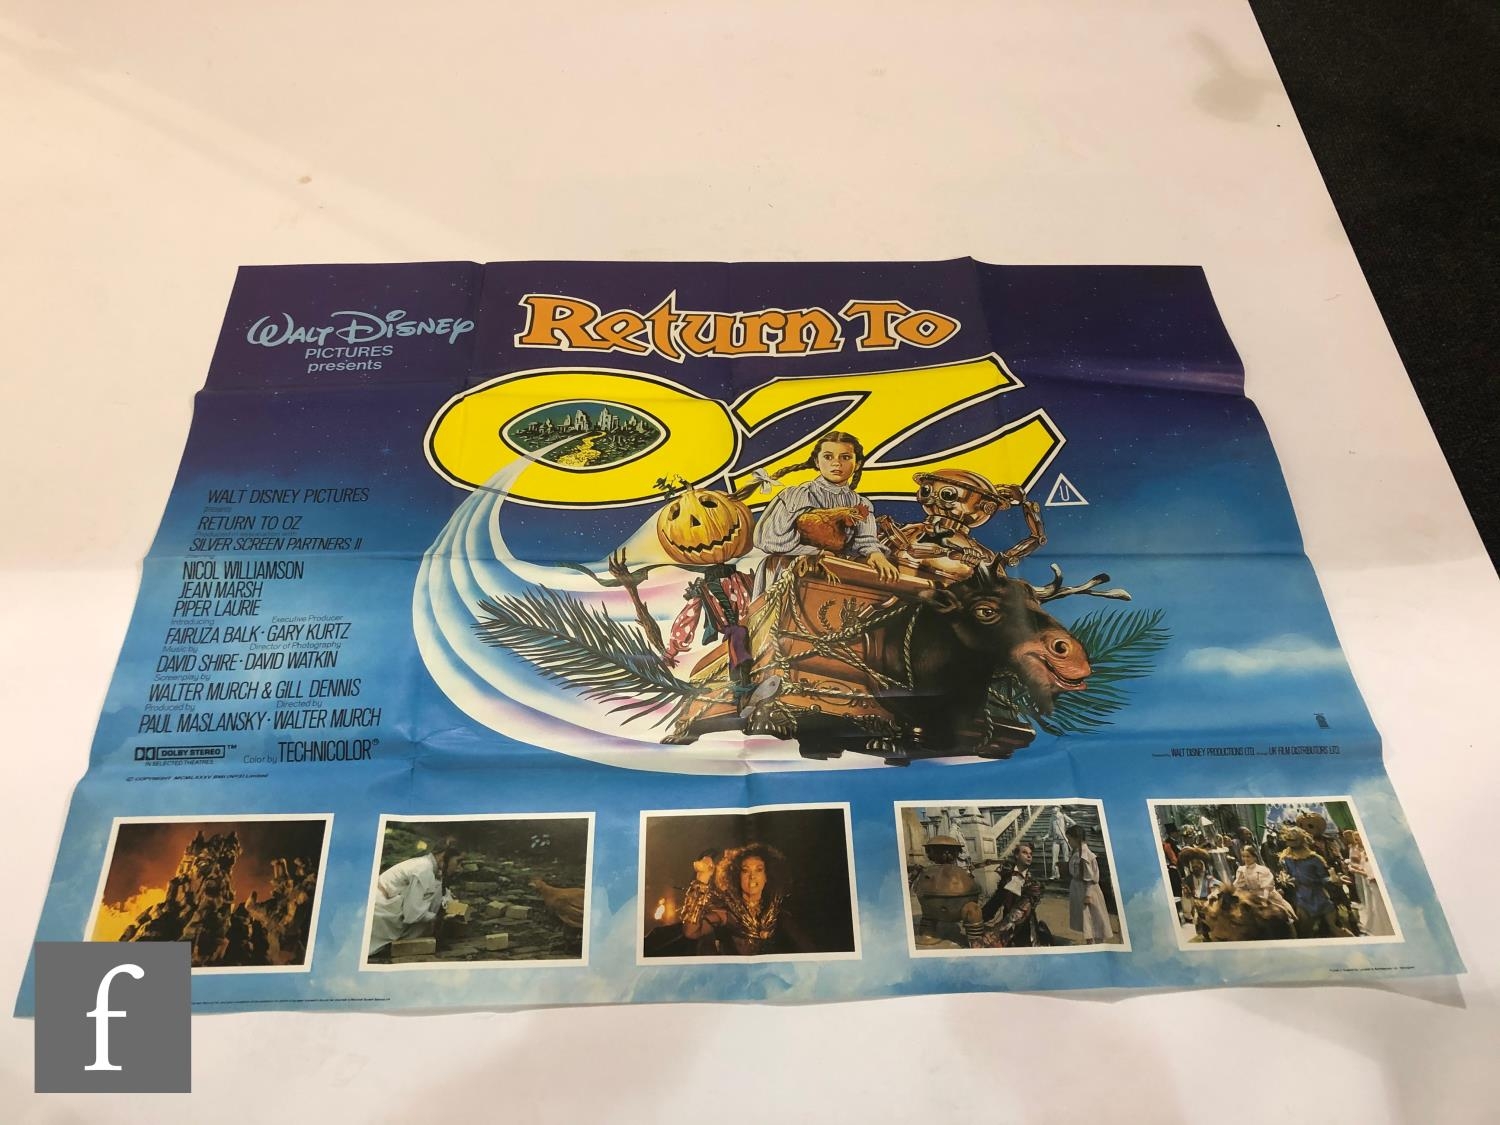 WALT DISNEY
PICTURES
presents
Return To
OZ
U
WALT DISNEY PICTURES
presents
RETURN TO OZ
SILVER SCREEN PARTNERS II
NICOL WILLIAMSON
JEAN MARSH
PIPER LAURIE
Introducing Executive Producer
FAIRUZA BALK · GARY KURTZ
Music by Director of Photography
DAVID SHIRE · DAVID WATKIN
Screenplay by
WALTER MURCH & GILL DENNIS
Produced by Directed by
PAUL MASLANSKY · WALTER MURCH
DOLBY STEREO ™
IN SELECTED THEATRES
Color by TECHNICOLOR®
© COPYRIGHT MCMLXXXV
WALT DISNEY PRODUCTIONS LTD. UK FILM DISTRIBUTORS LTD.
f